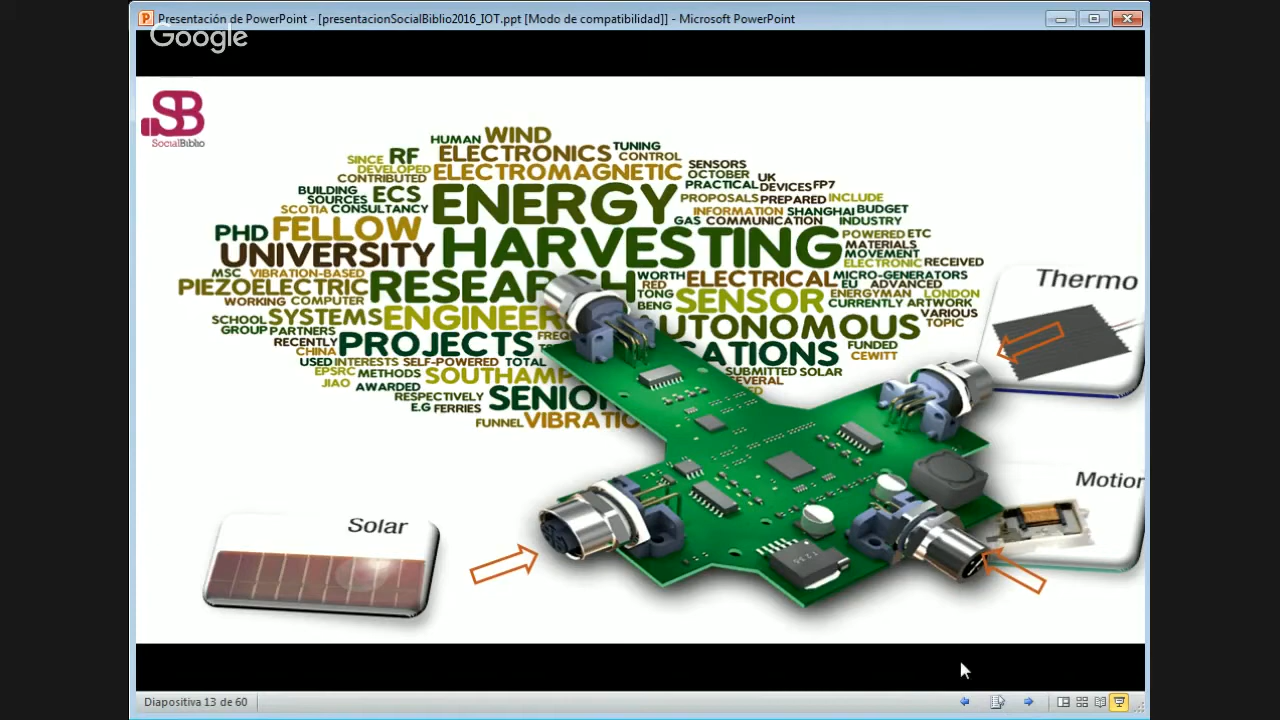 Presentación de PowerPoint - [presentacionSocialBiblio2016_IOT.ppt [Modo de compatibilidad]] - Microsoft PowerPoint
Google
SB
SocialBiblio
HUMAN WIND
SINCE RF ELECTRONICS TUNING
DEVELOPED CONTROL
CONTRIBUTED ELECTROMAGNETIC SENSORS
OCTOBER UK
BUILDING ECS ENERGY PRACTICAL DEVICES FP7
SOURCES PROPOSALS PREPARED INCLUDE
SCOTIA CONSULTANCY INFORMATION SHANGHAI BUDGET
PHD FELLOW GAS COMMUNICATION INDUSTRY
UNIVERSITY HARVESTING POWERED ETC
MATERIALS
MOVEMENT
ELECTRONIC RECEIVED
MSC VIBRATION-BASED RESEARCH WORTH ELECTRICAL MICRO-GENERATORS
PIEZOELECTRIC RED EU ADVANCED
WORKING COMPUTER TONG SENSOR ENERGYMAN LONDON
BENG CURRENTLY ARTWORK
SCHOOL SYSTEMS ENGINEER UTONOMOUS VARIOUS
GROUP PARTNERS TOPIC
RECENTLY PROJECTS CATIONS FUNDED
CHINA CEWITT
USED INTERESTS SELF-POWERED TOTAL
EPSRC METHODS SOUTHAMP SUBMITTED SOLAR
JIAO AWARDED SEVERAL
RESPECTIVELY SENIO
E.G FERRIES
FUNNEL VIBRATIO
Thermo
Motion
Solar
Diapositiva 13 de 60